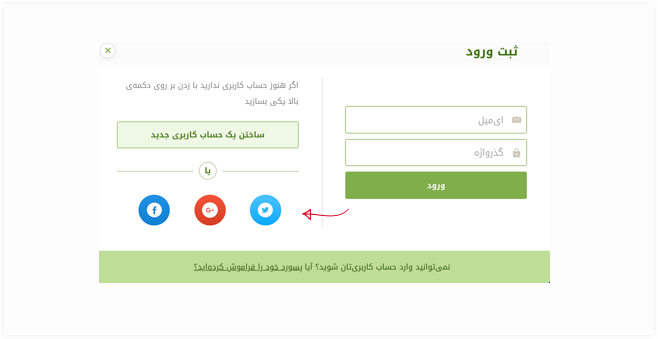 ثبت ورود
ای‌میل
گذرواژه
ورود
اگر هنوز حساب کاربری ندارید با زدن بر روی دکمه‌ی
بالا یکی بسازید
ساختن یک حساب کاربری جدید
یا
f
G+
نمی‌توانید وارد حساب کاربری‌تان شوید؟ آیا پسورد خود را فراموش کرده‌اید؟